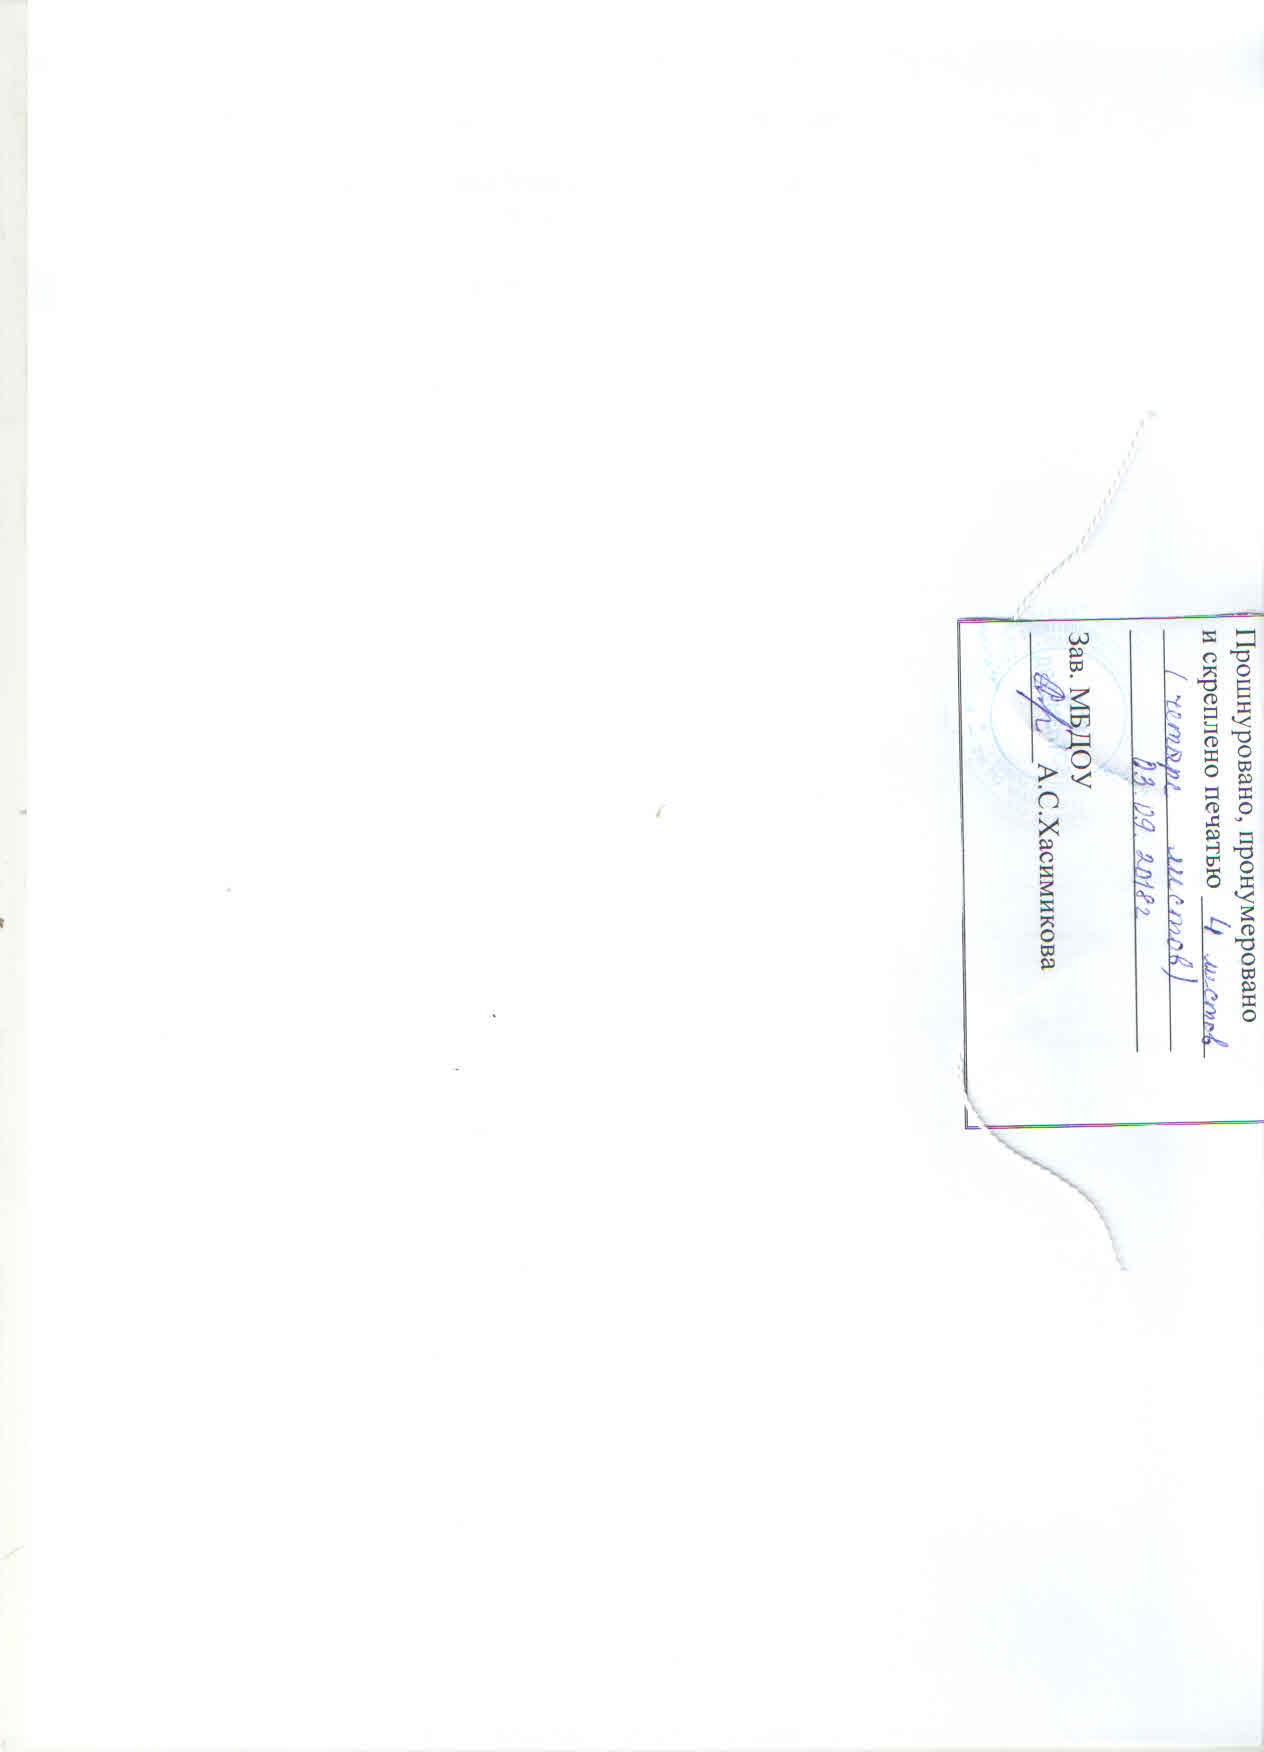 Прошнуровано, пронумеровано
и скреплено печатью 4 листов
(четыре листов)
03.09.2018г
Зав. МБДОУ
А.С.Хасимикова